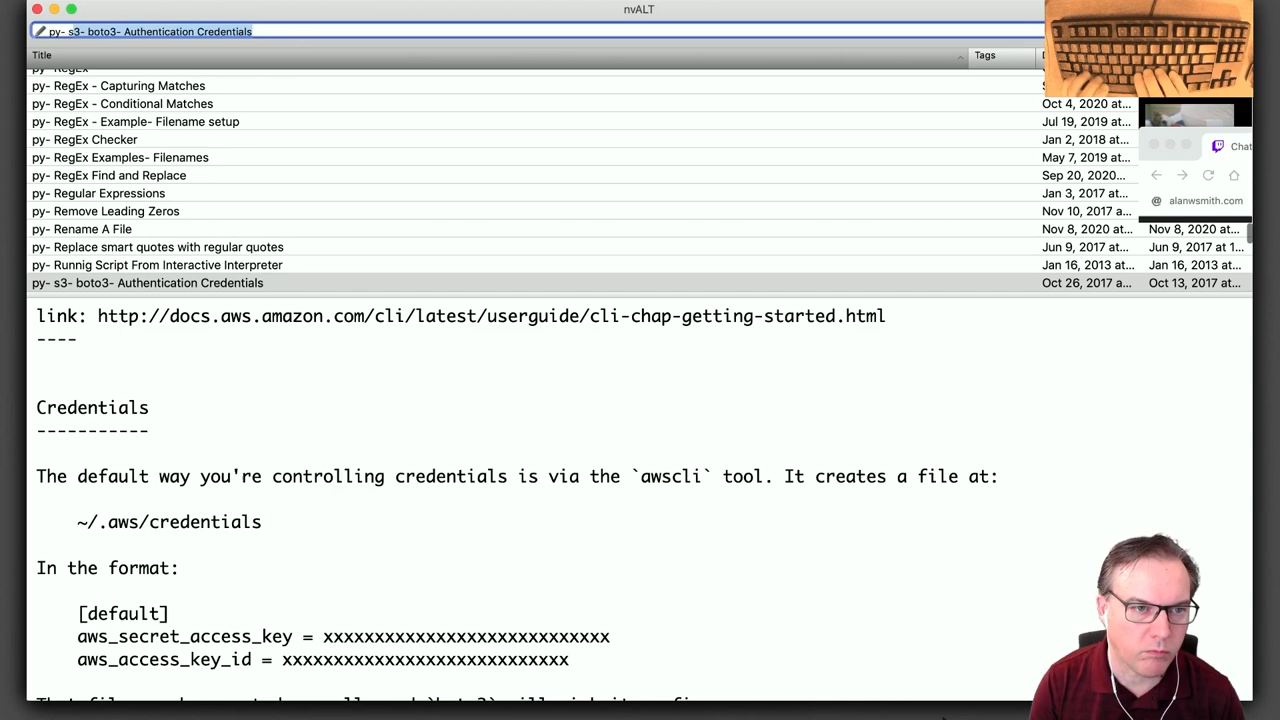 nvALT
py- s3- boto3- Authentication Credentials
Title
Tags
py- RegEx
py- RegEx - Capturing Matches
py- RegEx - Conditional Matches
Oct 4, 2020 at...
py- RegEx - Example- Filename setup
Jul 19, 2019 at...
py- RegEx Checker
Jan 2, 2018 at...
py- RegEx Examples- Filenames
May 7, 2019 at...
py- RegEx Find and Replace
Sep 20, 2020...
py- Regular Expressions
Jan 3, 2017 at...
py- Remove Leading Zeros
Nov 10, 2017 a...
py- Rename A File
Nov 8, 2020 at...
Nov 8, 2020 at...
py- Replace smart quotes with regular quotes
Jun 9, 2017 at...
Jun 9, 2017 at 1...
py- Runnig Script From Interactive Interpreter
Jan 16, 2013 at...
Jan 16, 2013 at...
py- s3- boto3- Authentication Credentials
Oct 26, 2017 a...
Oct 13, 2017 at...
Chat
@ alanwsmith.com
link: http://docs.aws.amazon.com/cli/latest/userguide/cli-chap-getting-started.html
----
Credentials
-----------
The default way you're controlling credentials is via the `awscli` tool. It creates a file at:
~/.aws/credentials
In the format:
[default]
aws_secret_access_key = xxxxxxxxxxxxxxxxxxxxxxxxxxxx
aws_access_key_id = xxxxxxxxxxxxxxxxxxxxxxxxxxxx